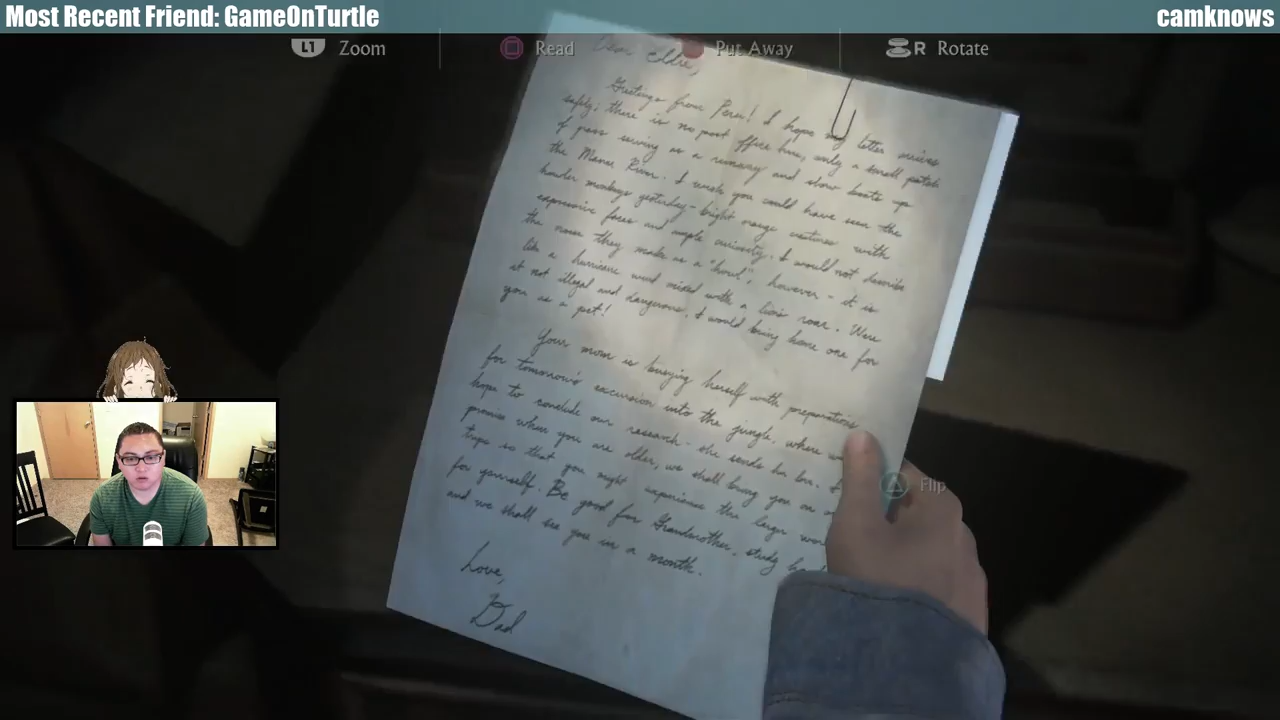 Most Recent Friend: GameOnTurtle
camknows
L1 Zoom
Read
Put Away
R Rotate
Dear Eddie,
Greetings from Peru! I hope my letter arrives
safely; there is no post office here, only a small patch
of grass serving as a runway and slow boats up
the Manu River. I wish you could have seen the
howler monkeys yesterday - bright orange creatures with
expressive faces and ample curiosity. I would not describe
the noise they make as a "howl", however - it is
like a hurricane wind mixed with a lion's roar. Were
it not illegal and dangerous, I would bring home one for
you as a pet!
Your mom is busying herself with preparations
for tomorrow's excursion into the jungle, where
hope to conclude our research - she sends her love. I
promise when you are older, we shall bring you on
trips so that you might experience the larger
for yourself. Be good for Grandmother, study
and we shall see you in a month.
Love,
Dad
Flip